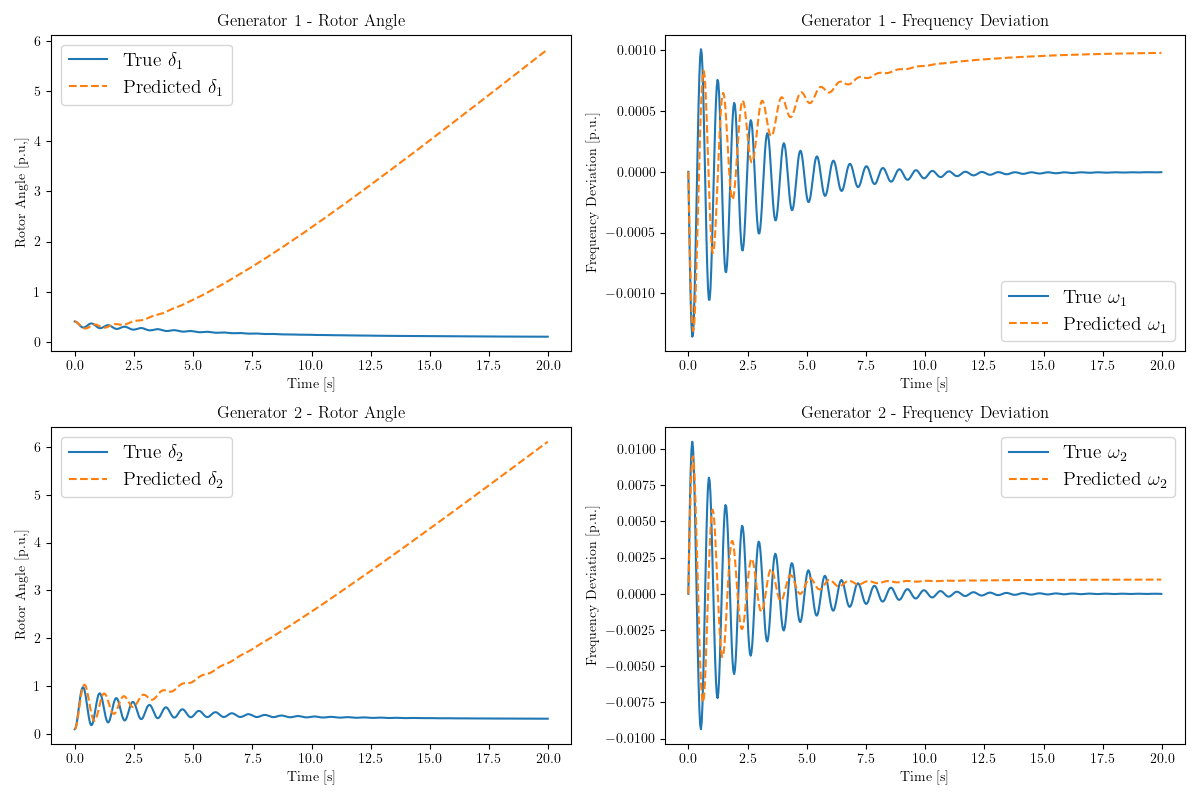 Generator 1 - Rotor Angle
Rotor Angle [p.u.]
6
5
4
3
2
1
0
True δ₁
Predicted δ₁
0.0 2.5 5.0 7.5 10.0 12.5 15.0 17.5 20.0
Time [s]
Generator 1 - Frequency Deviation
Frequency Deviation [p.u.]
0.0010
0.0005
0.0000
−0.0005
−0.0010
True ω₁
Predicted ω₁
0.0 2.5 5.0 7.5 10.0 12.5 15.0 17.5 20.0
Time [s]
Generator 2 - Rotor Angle
Rotor Angle [p.u.]
6
5
4
3
2
1
0
True δ₂
Predicted δ₂
0.0 2.5 5.0 7.5 10.0 12.5 15.0 17.5 20.0
Time [s]
Generator 2 - Frequency Deviation
Frequency Deviation [p.u.]
0.0100
0.0075
0.0050
0.0025
0.0000
−0.0025
−0.0050
−0.0075
−0.0100
True ω₂
Predicted ω₂
0.0 2.5 5.0 7.5 10.0 12.5 15.0 17.5 20.0
Time [s]